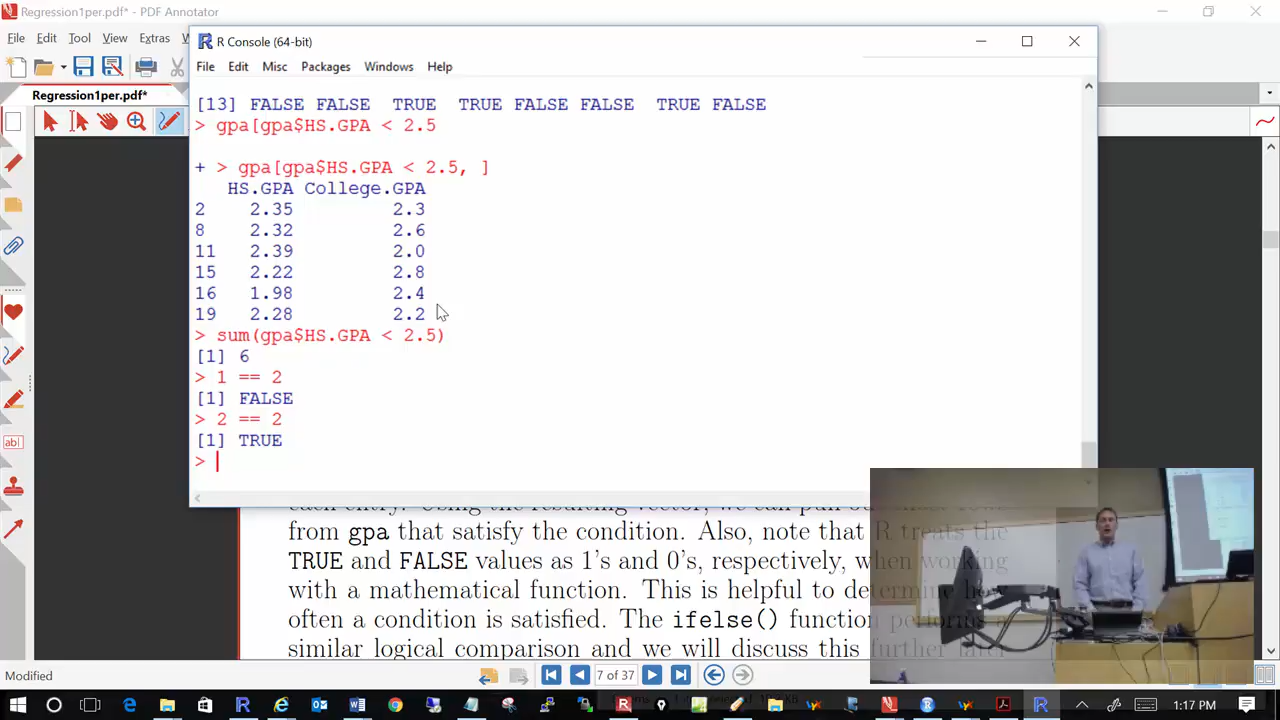 Regression1per.pdf* - PDF Annotator
File Edit Tool View Extras
Regression1per.pdf*
R Console (64-bit)
File Edit Misc Packages Windows Help
[13] FALSE FALSE TRUE TRUE FALSE FALSE TRUE FALSE
> gpa[gpa$HS.GPA < 2.5
+ > gpa[gpa$HS.GPA < 2.5, ]
HS.GPA College.GPA
2 2.35 2.3
8 2.32 2.6
11 2.39 2.0
15 2.22 2.8
16 1.98 2.4
19 2.28 2.2
> sum(gpa$HS.GPA < 2.5)
[1] 6
> 1 == 2
[1] FALSE
> 2 == 2
[1] TRUE
>
from gpa that satisfy the condition. Also, note that R treats the
TRUE and FALSE values as 1's and 0's, respectively, when working
with a mathematical function. This is helpful to determine how
often a condition is satisfied. The ifelse() function performs a
similar logical comparison and we will discuss this further later
Modified
7 of 37
1:17 PM